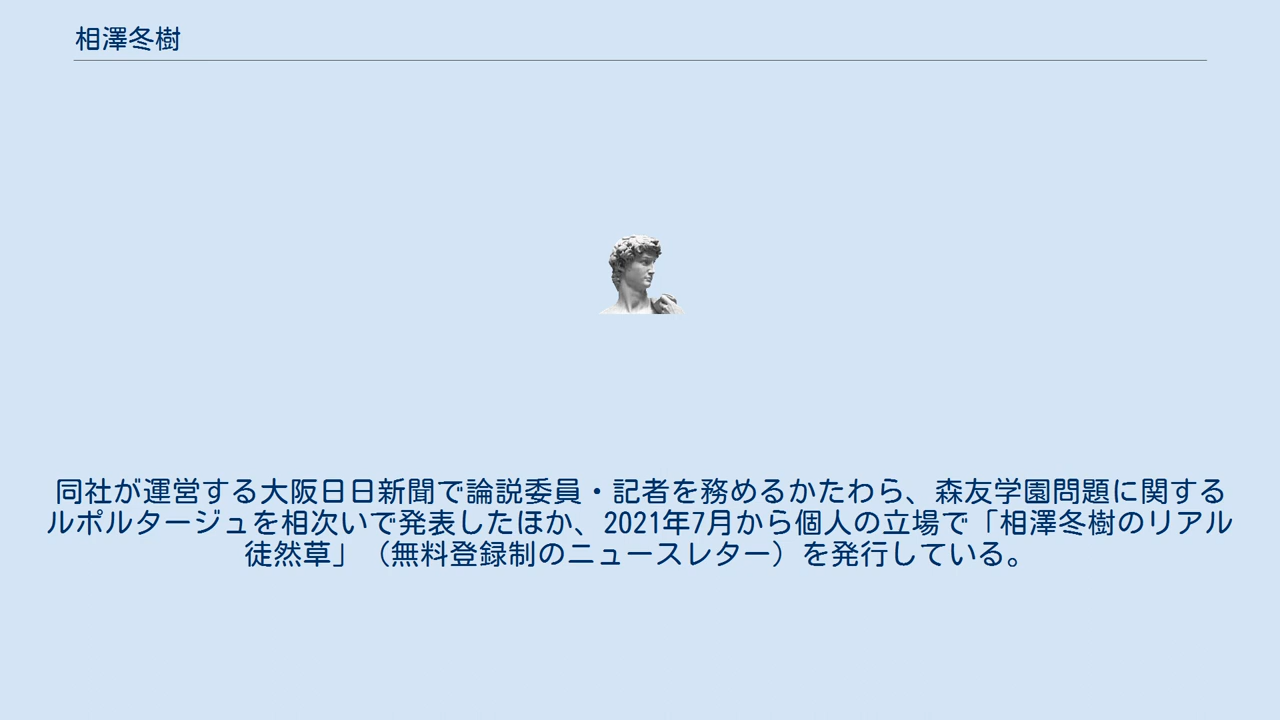 相澤冬樹
同社が運営する大阪日日新聞で論説委員・記者を務めるかたわら、森友学園問題に関する
ルポルタージュを相次いで発表したほか、2021年7月から個人の立場で「相澤冬樹のリアル
徒然草」（無料登録制のニュースレター）を発行している。